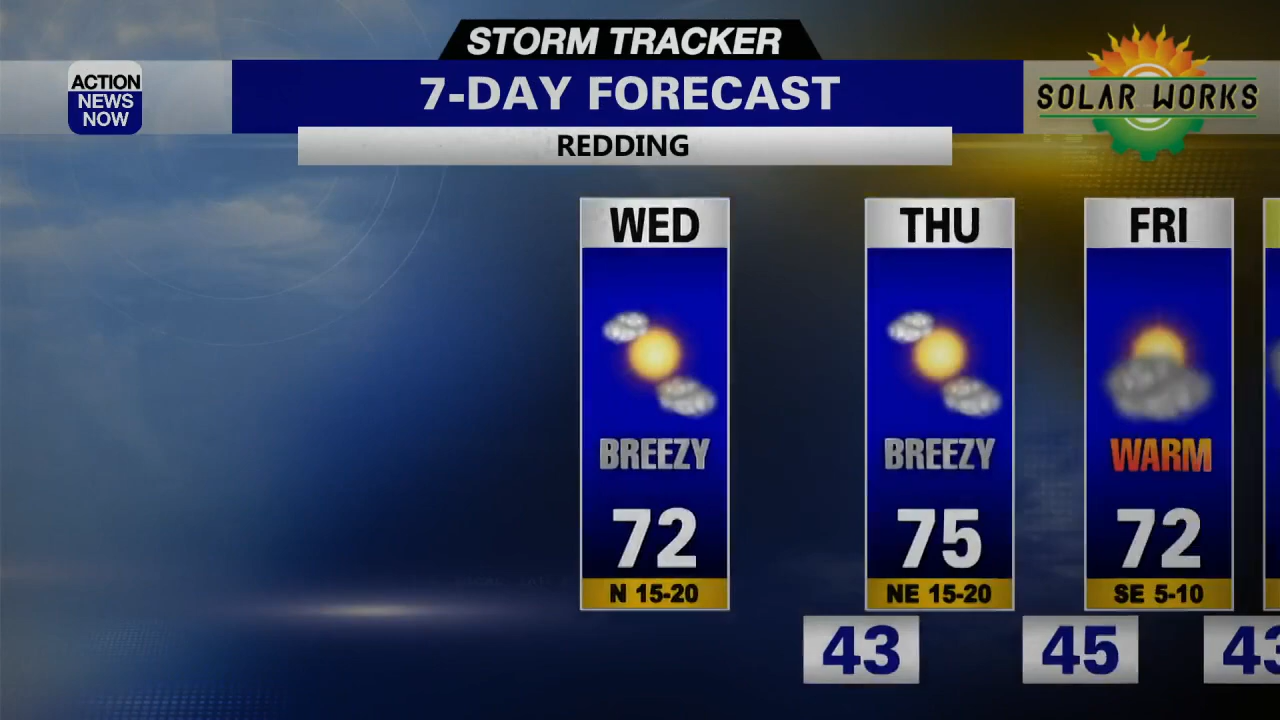 STORM TRACKER
ACTION
NEWS
NOW
7-DAY FORECAST
SOLAR WORKS
REDDING
WED
THU
FRI
BREEZY
BREEZY
WARM
72
75
72
N 15-20
NE 15-20
SE 5-10
43
45